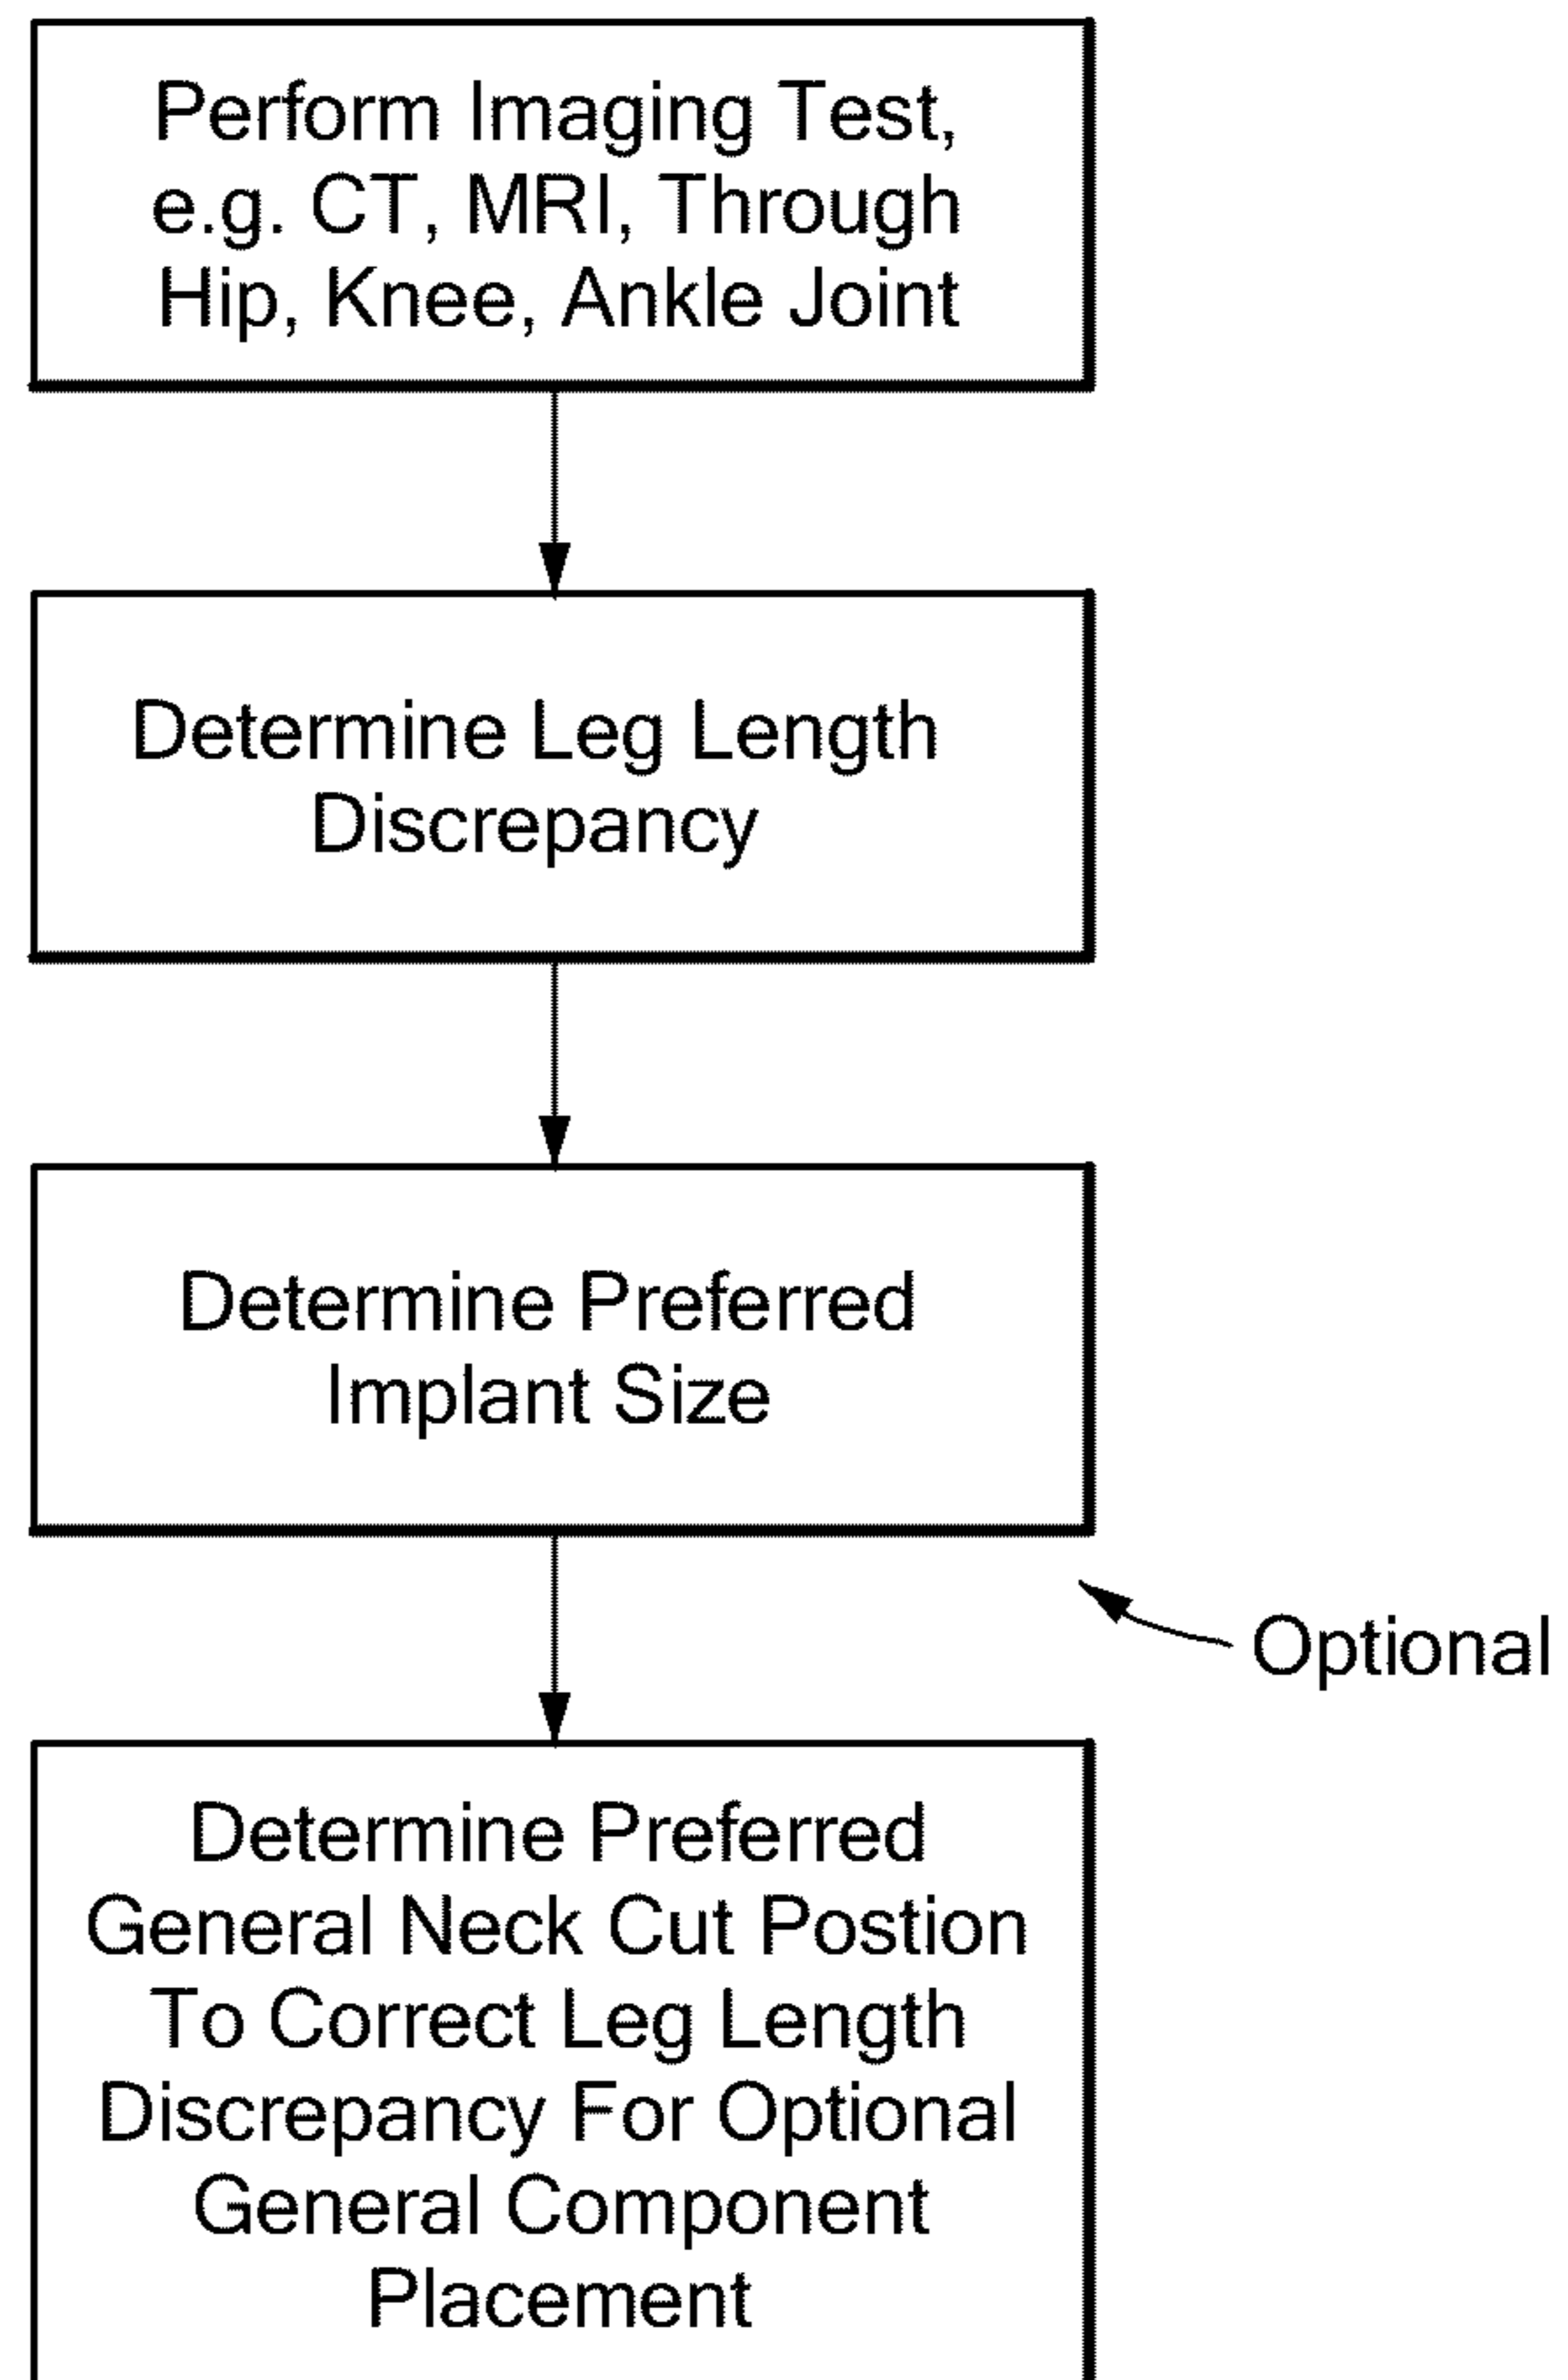 Perform Imaging Test,
e.g. CT, MRI, Through
Hip, Knee, Ankle Joint
Determine Leg Length
Discrepancy
Determine Preferred
Implant Size
Optional
Determine Preferred
General Neck Cut Postion
To Correct Leg Length
Discrepancy For Optional
General Component
Placement